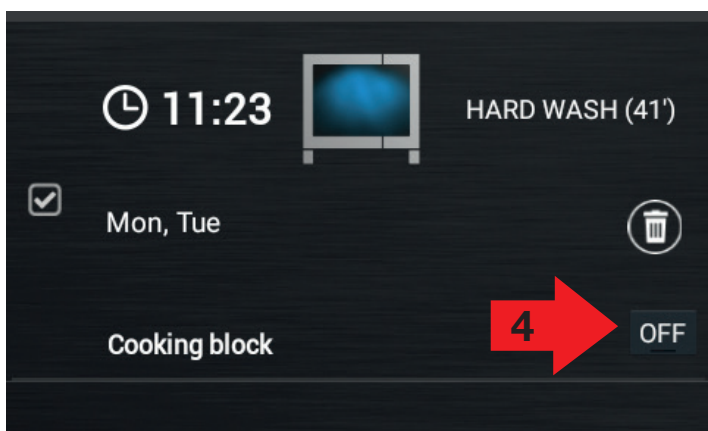 11:23
HARD WASH (41')
Mon, Tue
Cooking block
4
OFF